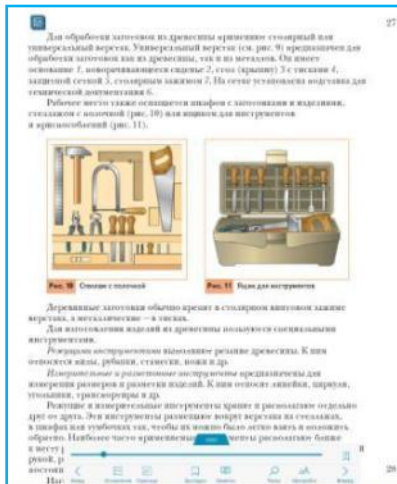 27
Для обработки заготовок из древесины применяют столярный или
универсальный верстак. Универсальный верстак (см. рис. 9) предназначен для
обработки заготовок как из древесины, так и из металлов. Он имеет
основание 1, поворачивающееся сиденье 2, стол (крышку) 3 с тисками 4,
защитной сеткой 5, столярным зажимом 7. На сетке установлена подставка для
технической документации 6.
Рабочее место также оснащается шкафом с заготовками и изделиями,
стеллажом с полочкой (рис. 10) или ящиком для инструментов
и приспособлений (рис. 11).
Рис. 10 Стеллаж с полочкой
Рис. 11 Ящик для инструментов
Деревянные заготовки обычно крепят в столярном винтовом зажиме
верстака, а металлические — в тисках.
Для изготовления изделий из древесины пользуются специальными
инструментами.
Режущими инструментами выполняют резание древесины. К ним
относятся пилы, рубанки, стамески, ножи и др.
Измерительные и разметочные инструменты предназначены для
измерения размеров и разметки изделий. К ним относят линейки, циркули,
угольники, транспортиры и др.
Режущие и измерительные инструменты хранят и располагают отдельно
друг от друга. Эти инструменты размещают вокруг верстака на стеллажах,
в шкафах или тумбочках так, чтобы их можно было легко взять и положить
обратно. Наиболее часто применяемые инструменты располагают ближе
к месту
рукой,
28